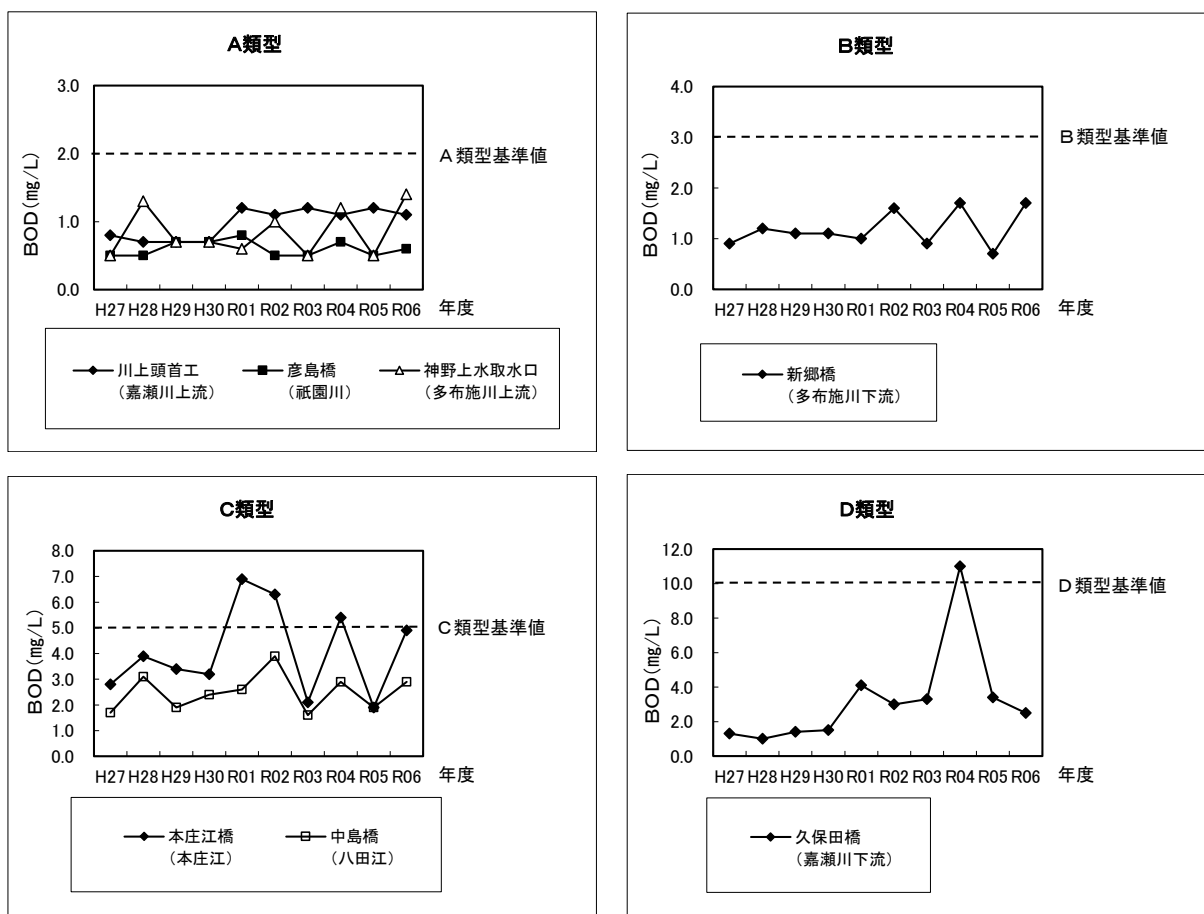 A類型
3.0
2.0
1.0
0.0
BOD(mg/L)
A類型基準値
H27 H28 H29 H30 R01 R02 R03 R04 R05 R06 年度
川上頭首工 彦島橋 神野上水取水口
(嘉瀬川上流) (祇園川) (多布施川上流)
B類型
4.0
3.0
2.0
1.0
0.0
BOD(mg/L)
B類型基準値
H27 H28 H29 H30 R01 R02 R03 R04 R05 R06 年度
新郷橋
(多布施川下流)
C類型
8.0
7.0
6.0
5.0
4.0
3.0
2.0
1.0
0.0
BOD(mg/L)
C類型基準値
H27 H28 H29 H30 R01 R02 R03 R04 R05 R06 年度
本庄江橋 中島橋
(本庄江) (八田江)
D類型
12.0
10.0
8.0
6.0
4.0
2.0
0.0
BOD(mg/L)
D類型基準値
H27 H28 H29 H30 R01 R02 R03 R04 R05 R06 年度
久保田橋
(嘉瀬川下流)